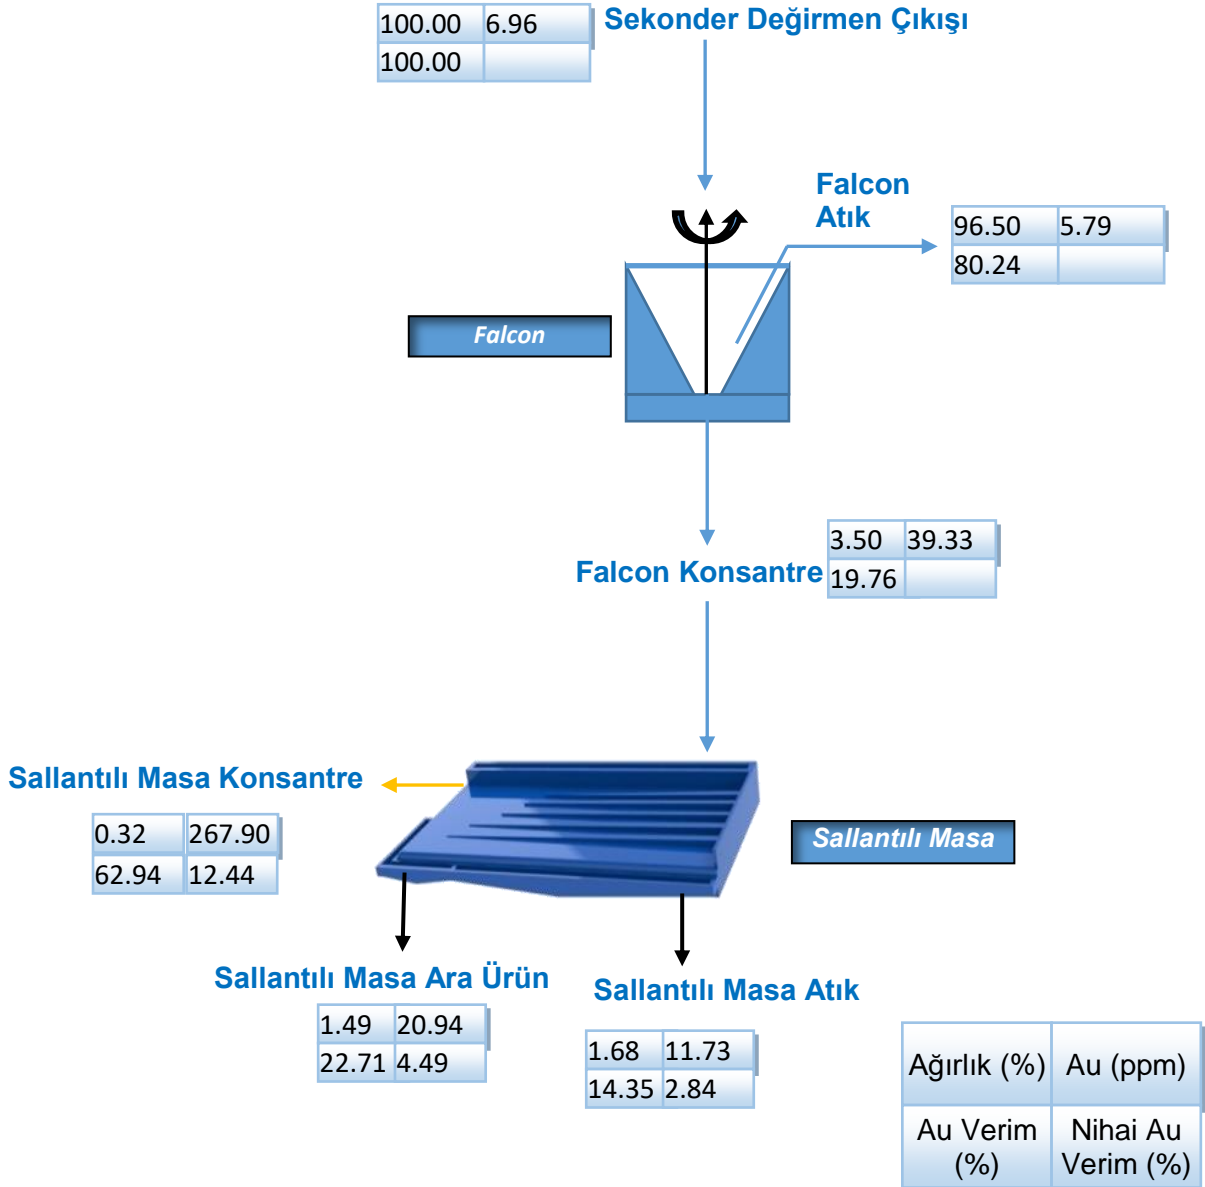 Sekonder Değirmen Çıkışı
100.00 6.96
100.00
Falcon
Atık
96.50 5.79
80.24
Falcon
3.50 39.33
19.76
Falcon Konsantre
Sallantılı Masa Konsantre
0.32 267.90
62.94 12.44
Sallantılı Masa
Sallantılı Masa Ara Ürün
1.49 20.94
22.71 4.49
Sallantılı Masa Atık
1.68 11.73
14.35 2.84
Ağırlık (%) Au (ppm)
Au Verim (%) Nihai Au Verim (%)